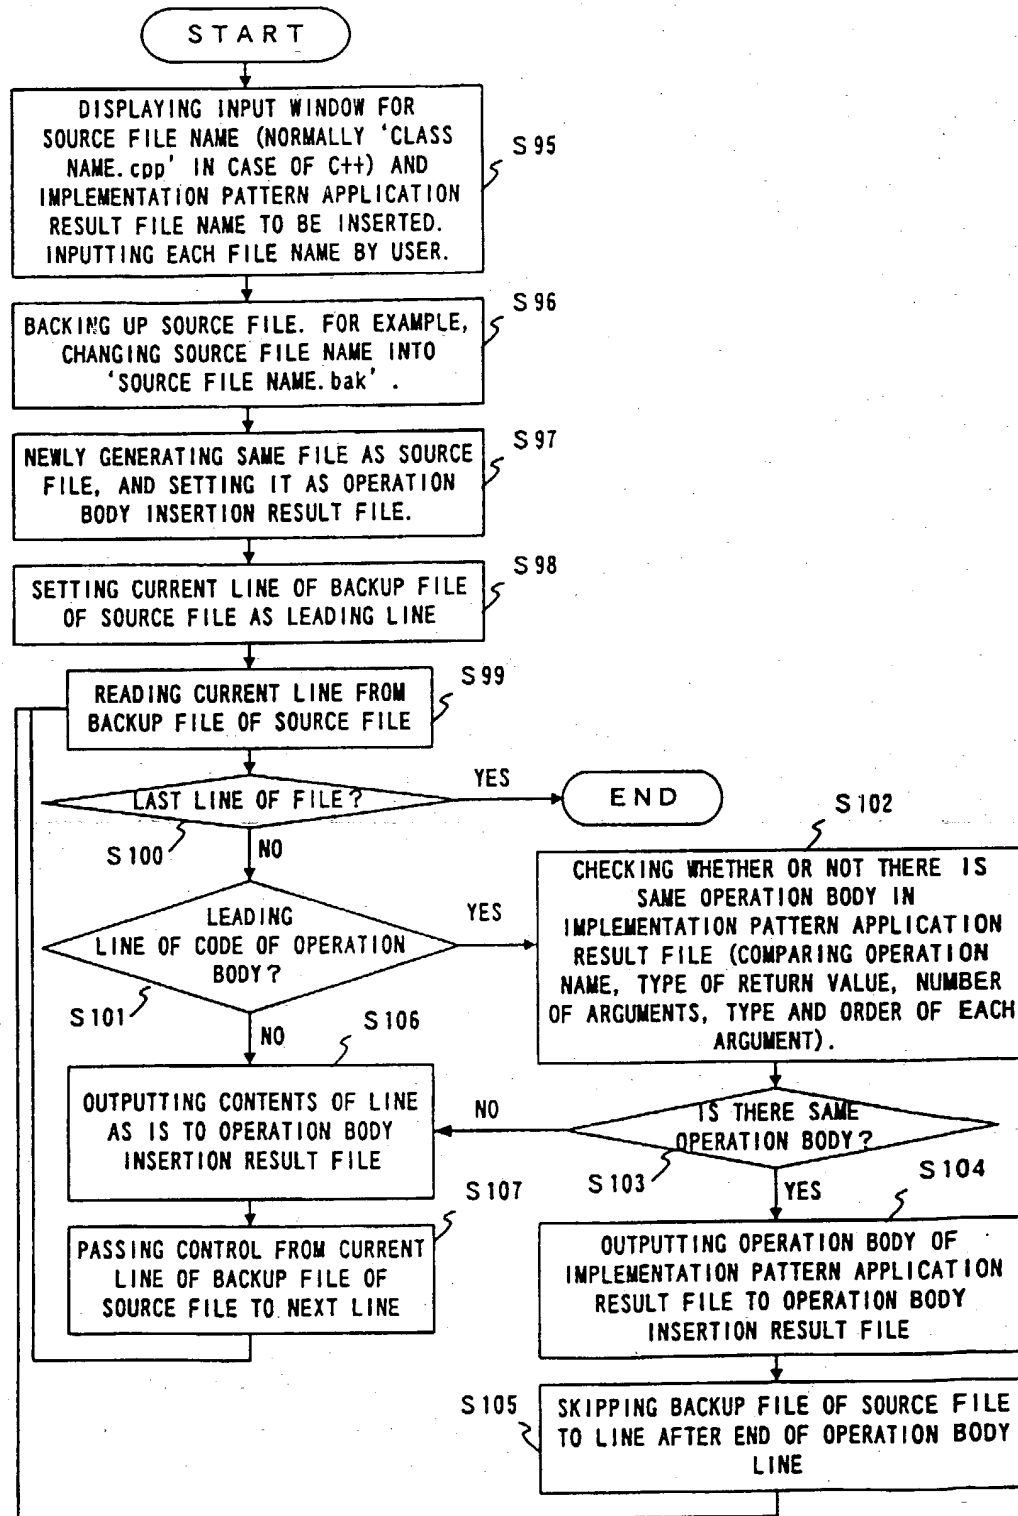 START
DISPLAYING INPUT WINDOW FOR
SOURCE FILE NAME (NORMALLY 'CLASS
NAME.cpp' IN CASE OF C++) AND
IMPLEMENTATION PATTERN APPLICATION
RESULT FILE NAME TO BE INSERTED.
INPUTTING EACH FILE NAME BY USER.
S95
BACKING UP SOURCE FILE. FOR EXAMPLE,
CHANGING SOURCE FILE NAME INTO
'SOURCE FILE NAME.bak'.
S96
NEWLY GENERATING SAME FILE AS SOURCE
FILE, AND SETTING IT AS OPERATION
BODY INSERTION RESULT FILE.
S97
SETTING CURRENT LINE OF BACKUP FILE
OF SOURCE FILE AS LEADING LINE
S98
READING CURRENT LINE FROM
BACKUP FILE OF SOURCE FILE
S99
LAST LINE OF FILE?
S100
YES
END
NO
LEADING
LINE OF CODE OF OPERATION
BODY?
S101
YES
NO
S102
CHECKING WHETHER OR NOT THERE IS
SAME OPERATION BODY IN
IMPLEMENTATION PATTERN APPLICATION
RESULT FILE (COMPARING OPERATION
NAME, TYPE OF RETURN VALUE, NUMBER
OF ARGUMENTS, TYPE AND ORDER OF EACH
ARGUMENT).
IS THERE SAME
OPERATION BODY?
S103
NO
YES
S106
OUTPUTTING CONTENTS OF LINE
AS IS TO OPERATION BODY
INSERTION RESULT FILE
S107
PASSING CONTROL FROM CURRENT
LINE OF BACKUP FILE OF
SOURCE FILE TO NEXT LINE
S104
OUTPUTTING OPERATION BODY OF
IMPLEMENTATION PATTERN APPLICATION
RESULT FILE TO OPERATION BODY
INSERTION RESULT FILE
S105
SKIPPING BACKUP FILE OF SOURCE FILE
TO LINE AFTER END OF OPERATION BODY
LINE